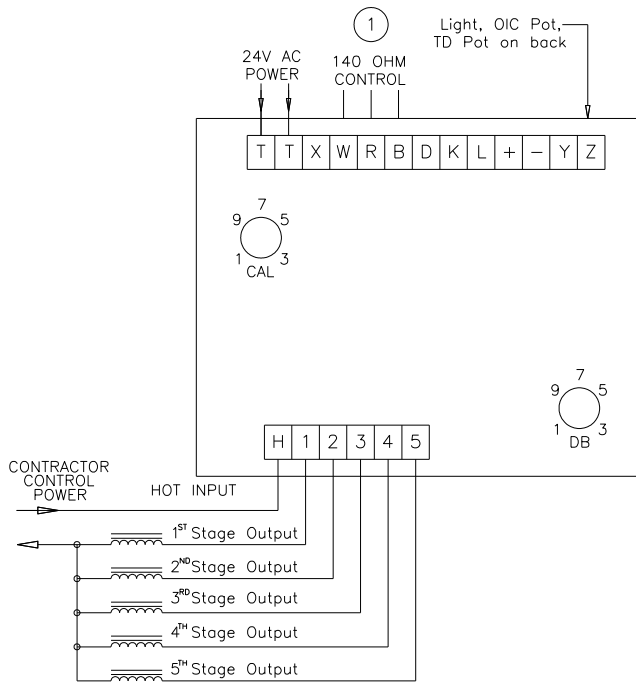 1
Light, OIC Pot,
TD Pot on back
24V AC
POWER
140 OHM
CONTROL
T T X W R B D K L + − Y Z
7
9 5
1 3
CAL
7
9 5
1 3
DB
H 1 2 3 4 5
CONTRACTOR
CONTROL
POWER
HOT INPUT
1ST Stage Output
2ND Stage Output
3RD Stage Output
4TH Stage Output
5TH Stage Output